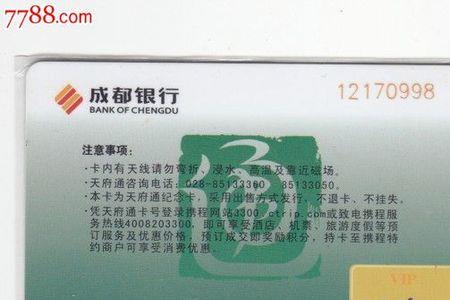 7788.com
成都银行
BANK OF CHENGDU
12170998
注意事项：
·卡内有天线请勿弯折、浸水、高温及靠近磁场。
·天府通咨询电话：028-85133360 85133050。
·本卡为天府通纪念卡，采用出售方式发行，不退卡、不挂失。
·凭天府通卡号登录携程网站3300.ctrip.com或致电携程服
务热线4008203300，即可享受酒店、机票、旅游度假等预
订服务及优惠价格，预订成交即奖励积分，持卡至携程特
约商户可享受消费优惠。
通
VIP